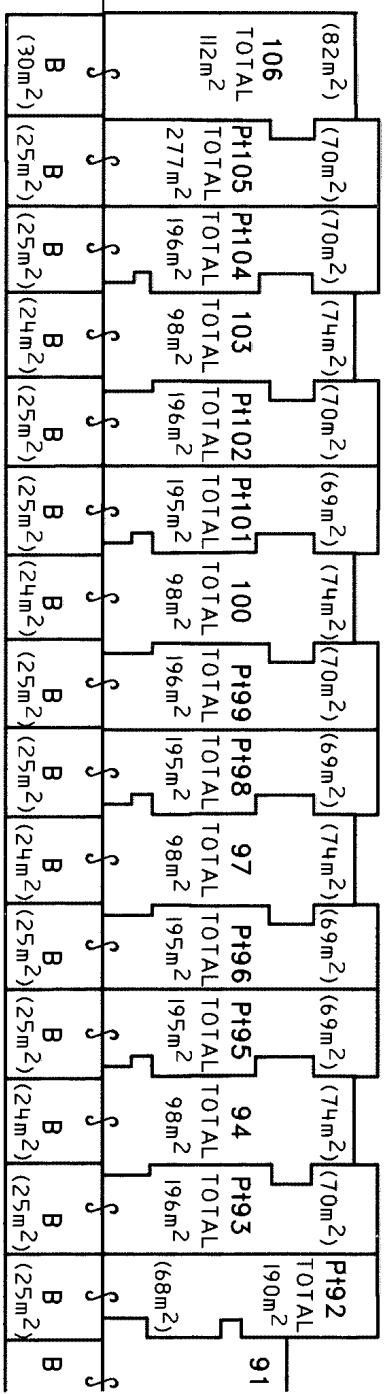 (82m²)
106
TOTAL
112m²
B
(30m²)
(70m²)
Pt105
TOTAL
277m²
B
(25m²)
(70m²)
Pt104
TOTAL
196m²
B
(25m²)
(74m²)
103
TOTAL
98m²
B
(24m²)
(70m²)
Pt102
TOTAL
196m²
B
(25m²)
(69m²)
Pt101
TOTAL
195m²
B
(25m²)
(74m²)
100
TOTAL
98m²
B
(24m²)
(70m²)
Pt99
TOTAL
196m²
B
(25m²)
(69m²)
Pt98
TOTAL
195m²
B
(25m²)
(74m²)
97
TOTAL
98m²
B
(24m²)
(69m²)
Pt96
TOTAL
195m²
B
(25m²)
(69m²)
Pt95
TOTAL
195m²
B
(25m²)
(74m²)
94
TOTAL
98m²
B
(24m²)
(70m²)
Pt93
TOTAL
196m²
B
(25m²)
Pt92
TOTAL
190m²
(68m²)
B
(25m²)
91
B